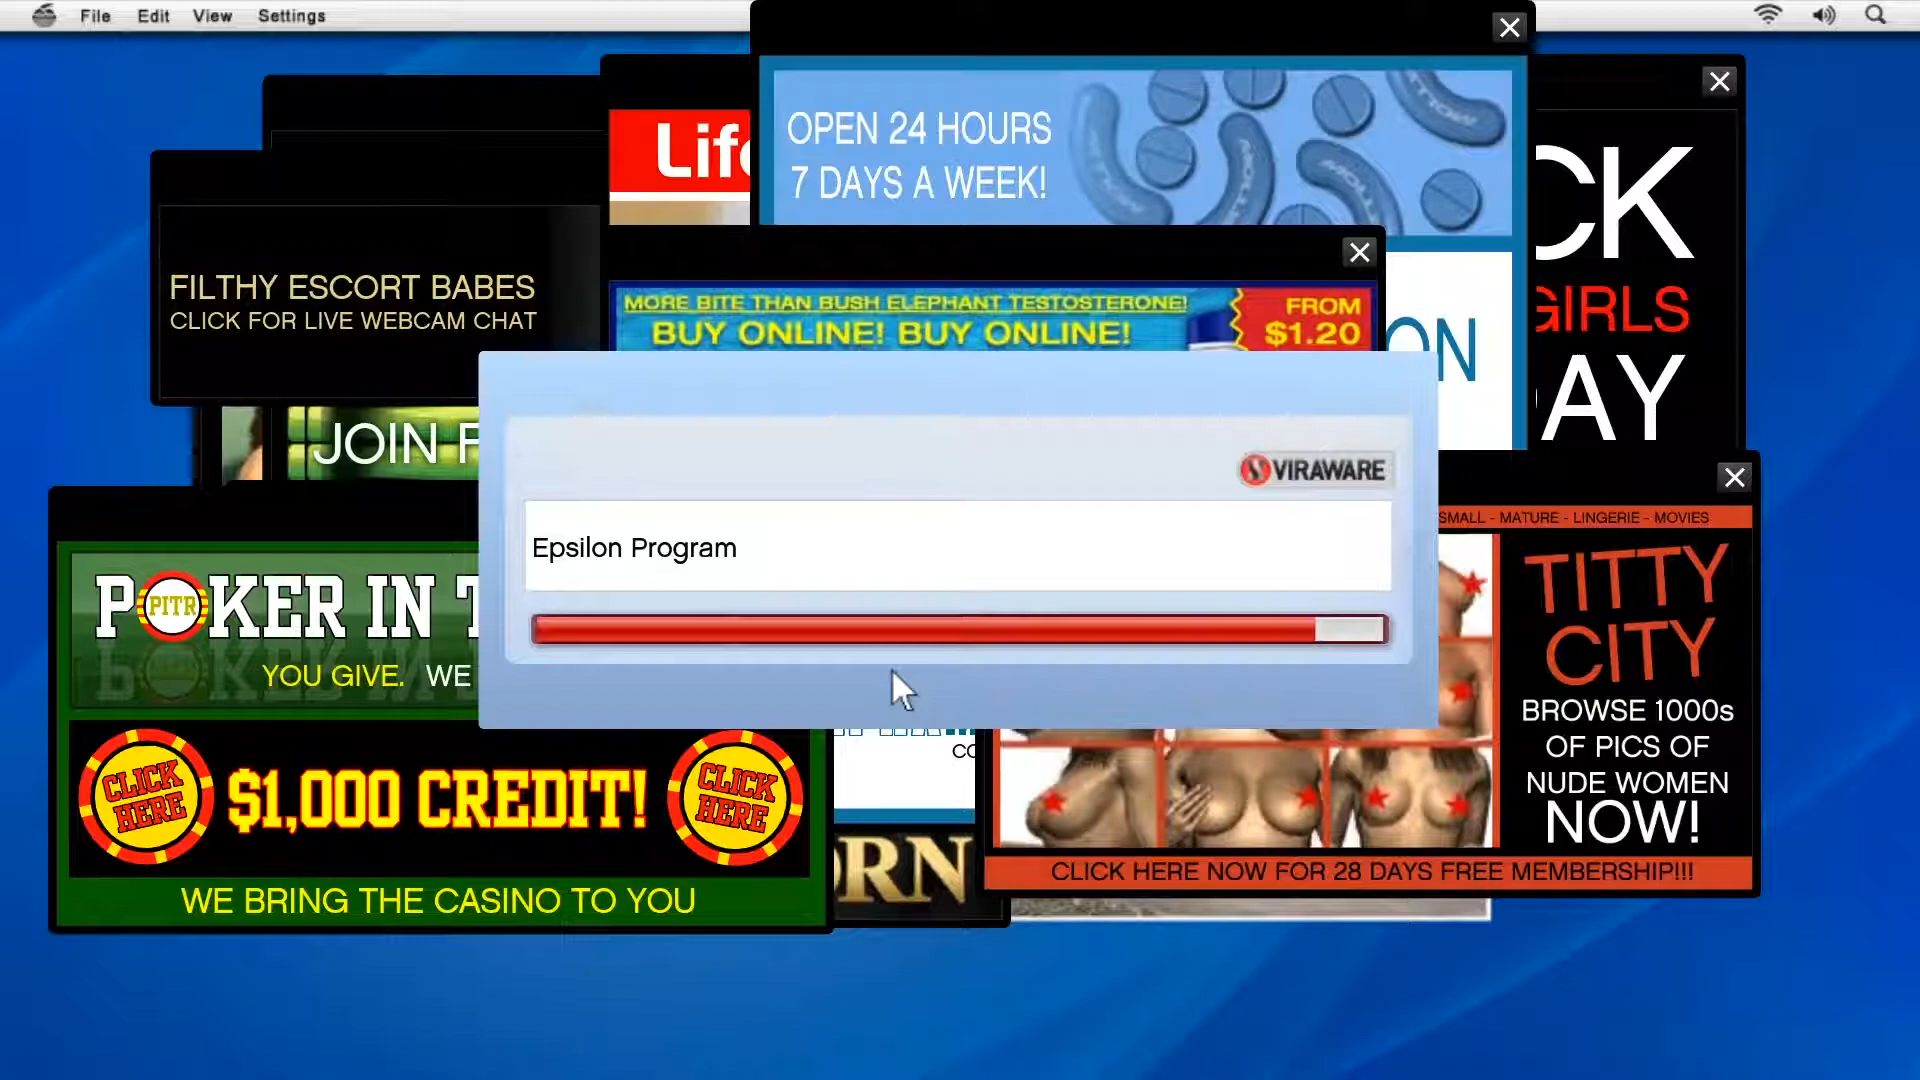 File Edit View Settings
OPEN 24 HOURS
7 DAYS A WEEK!
CK
GIRLS
AY
FILTHY ESCORT BABES
CLICK FOR LIVE WEBCAM CHAT
MORE BITE THAN BUSH ELEPHANT TESTOSTERONE!
BUY ONLINE! BUY ONLINE!
FROM
$1.20
ON
JOIN F
VIRAWARE
Epsilon Program
POKER IN T
PITR
YOU GIVE. WE
CLICK HERE
$1,000 CREDIT!
CLICK HERE
WE BRING THE CASINO TO YOU
CO
ORN
SMALL - MATURE - LINGERIE - MOVIES
TITTY
CITY
BROWSE 1000s
OF PICS OF
NUDE WOMEN
NOW!
CLICK HERE NOW FOR 28 DAYS FREE MEMBERSHIP!!!